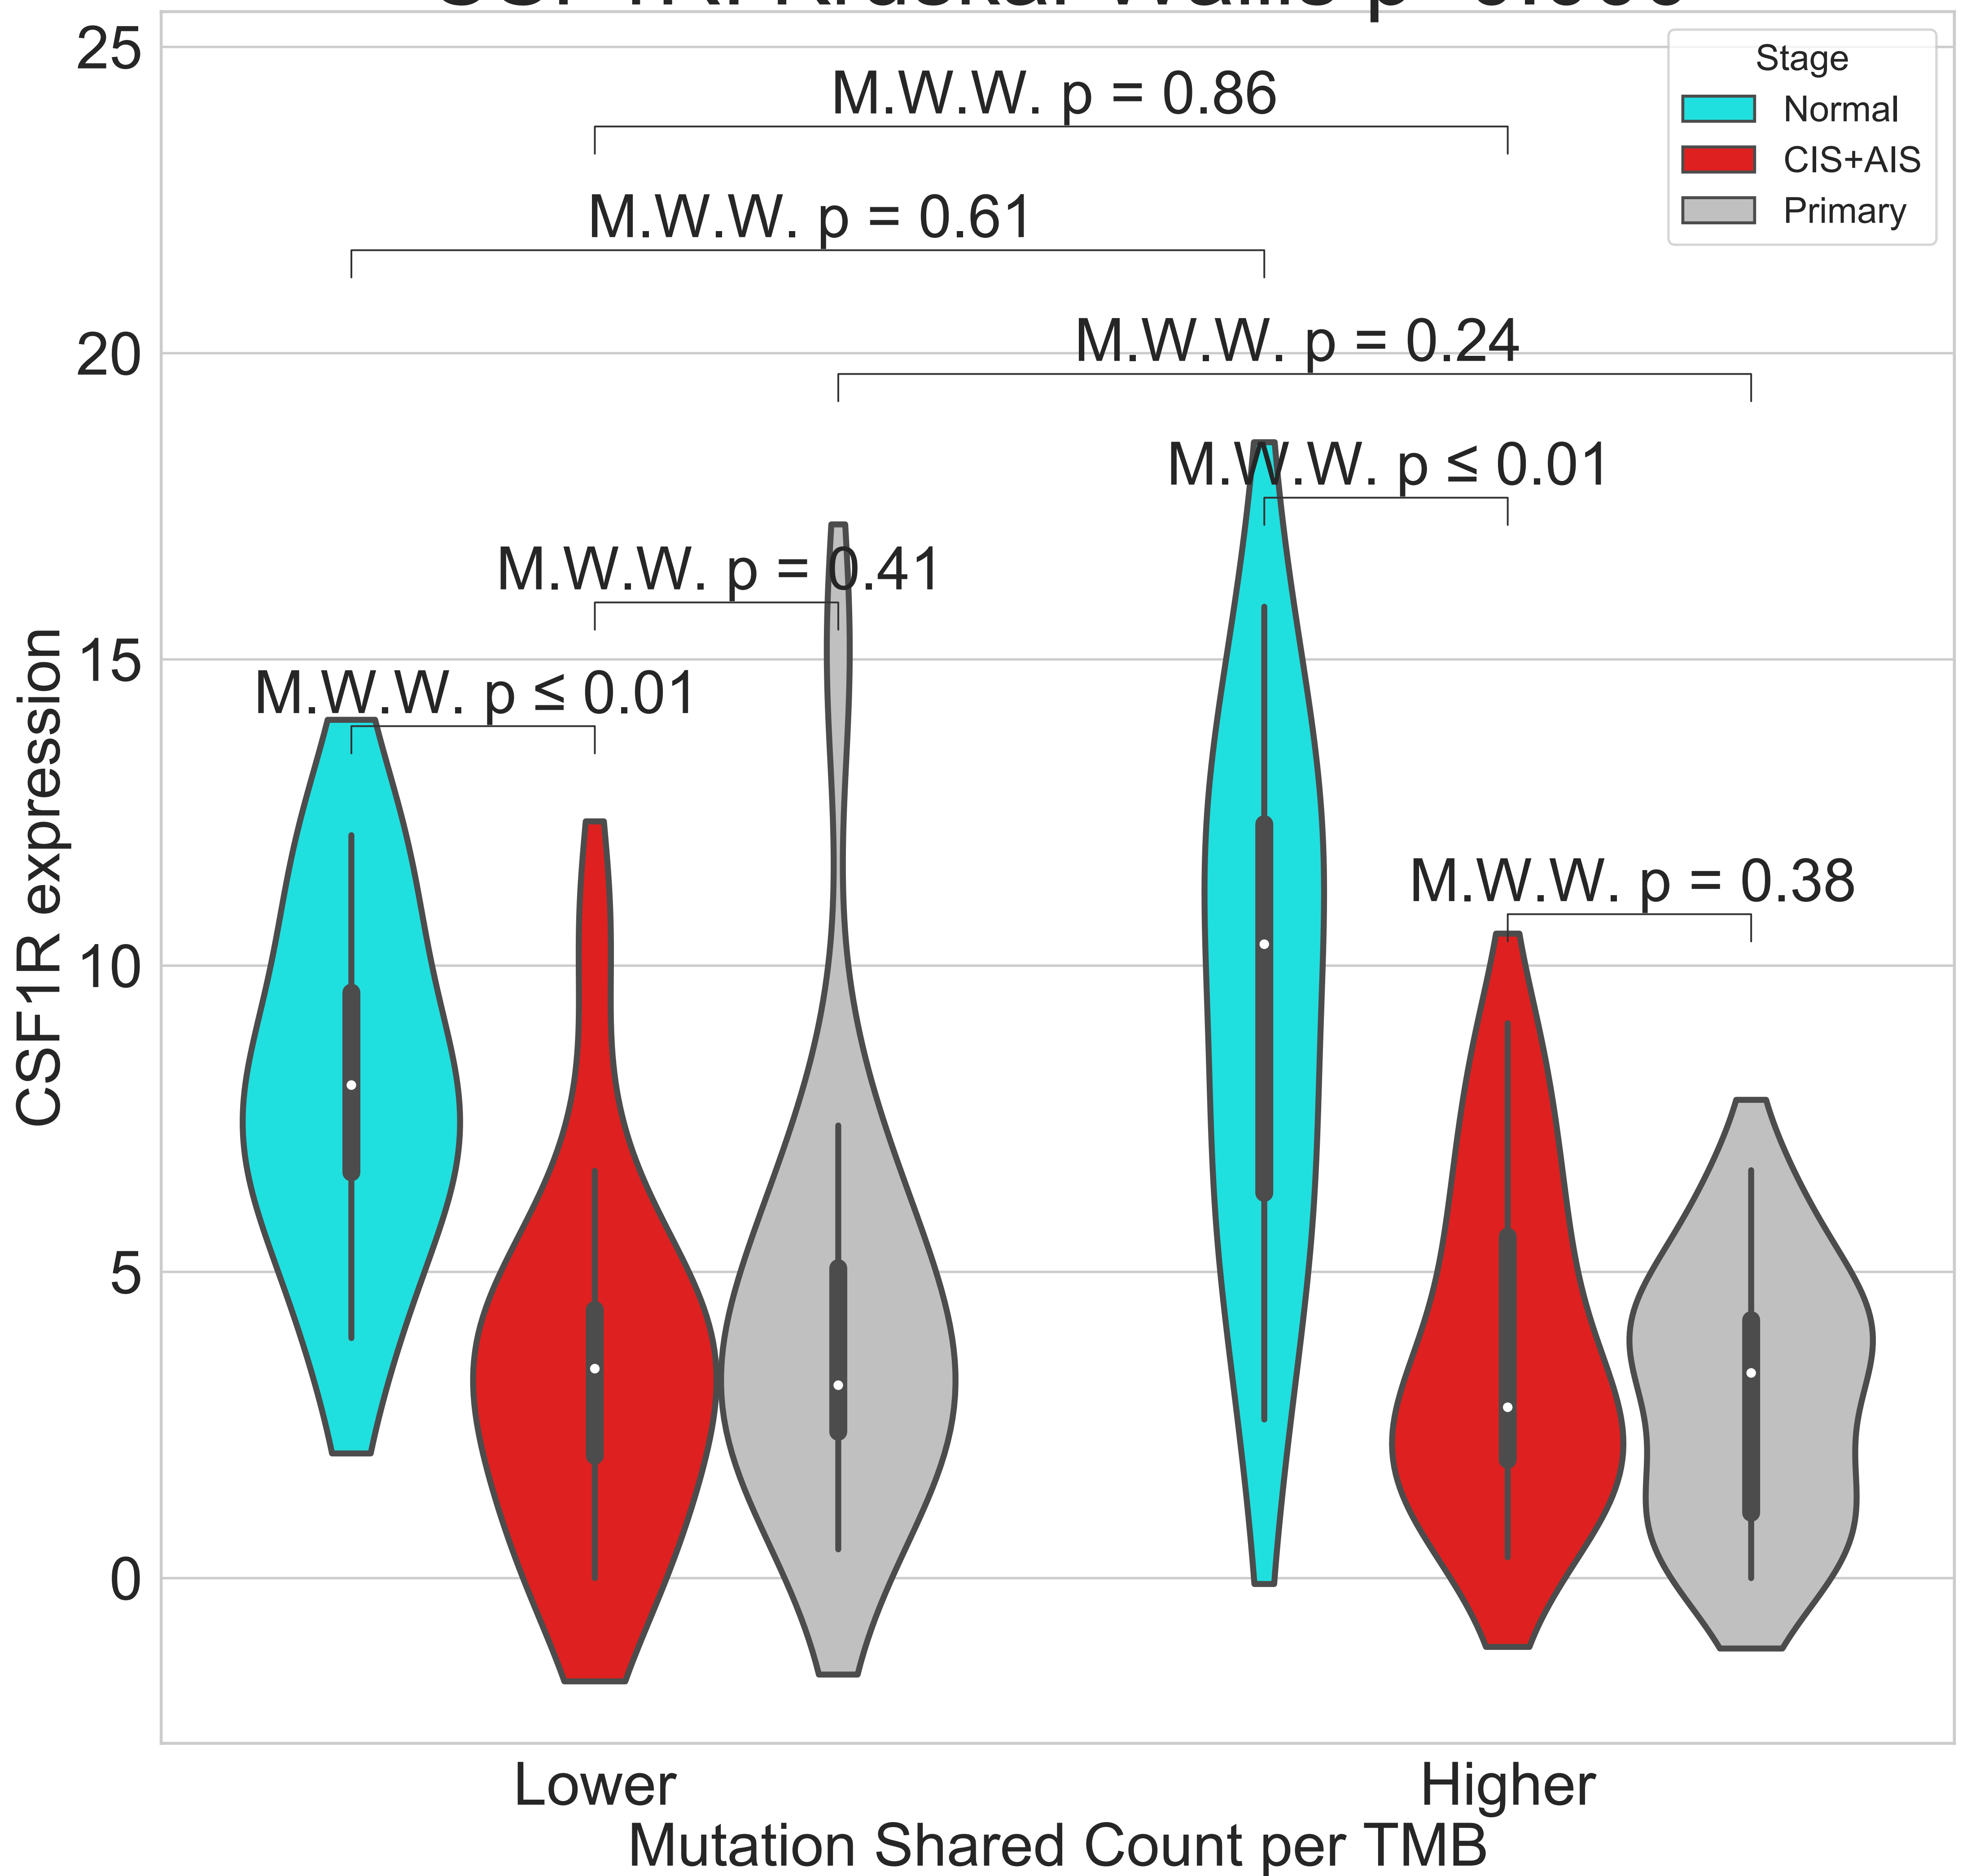 25
20
15
10
5
0
CSF1R expression
M.W.W. p = 0.86
M.W.W. p = 0.61
M.W.W. p = 0.24
M.W.W. p ≤ 0.01
M.W.W. p = 0.41
M.W.W. p ≤ 0.01
M.W.W. p = 0.38
Stage
Normal
CIS+AIS
Primary
Lower
Higher
Mutation Shared Count per TMB